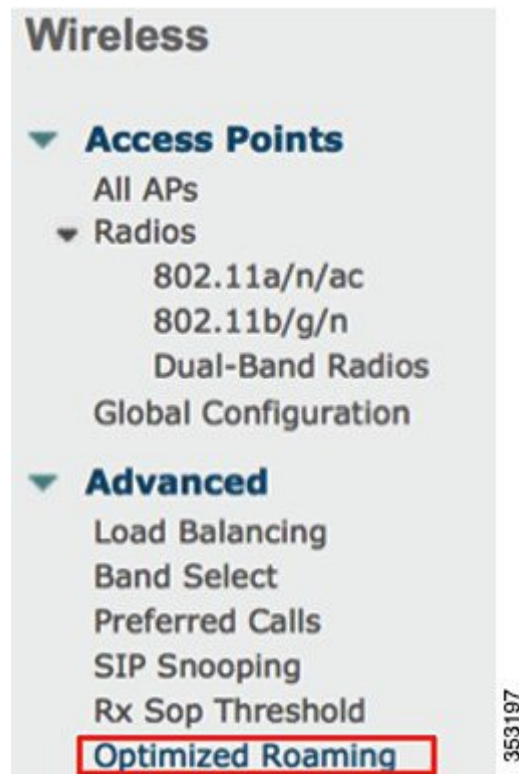 Wireless
Access Points
All APs
Radios
802.11a/n/ac
802.11b/g/n
Dual-Band Radios
Global Configuration
Advanced
Load Balancing
Band Select
Preferred Calls
SIP Snooping
Rx Sop Threshold
Optimized Roaming
353197